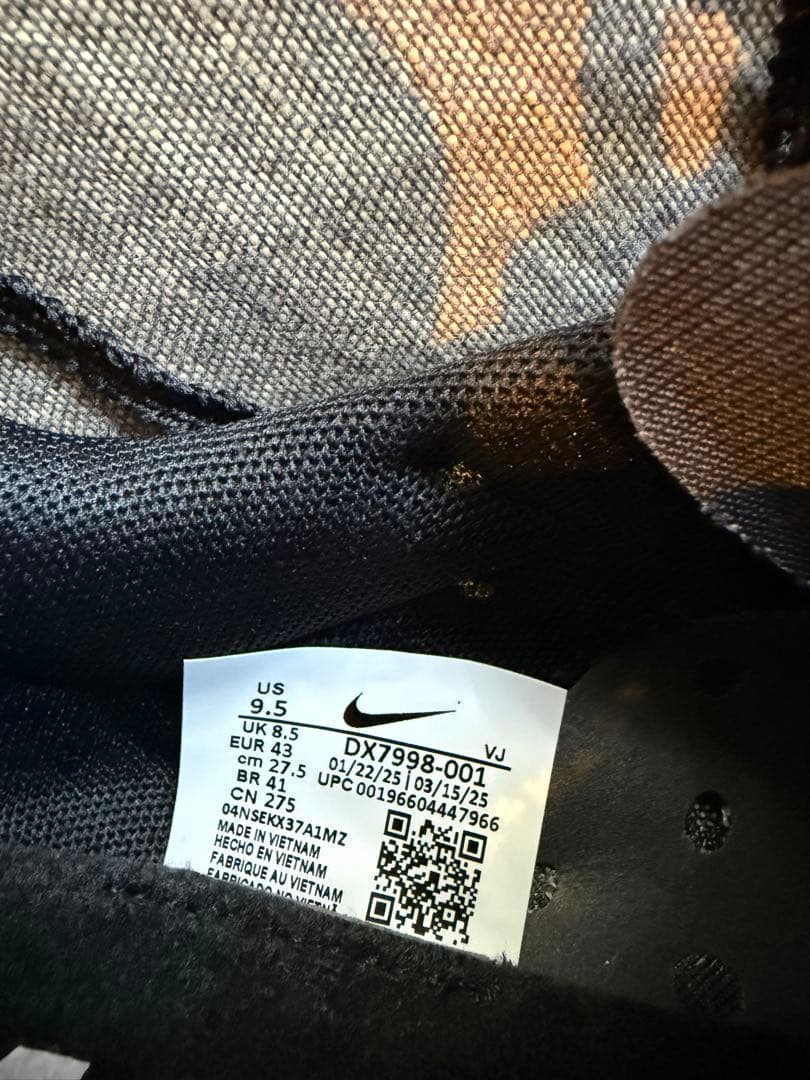 US
9.5
UK 8.5
EUR 43
cm 27.5
BR 41
CN 275
VJ
DX7998-001
01/22/25 | 03/15/25
UPC 00196604447966
04NSEKX37A1MZ
MADE IN VIETNAM
HECHO EN VIETNAM
FABRIQUE AU VIETNAM
FABRICADO NO